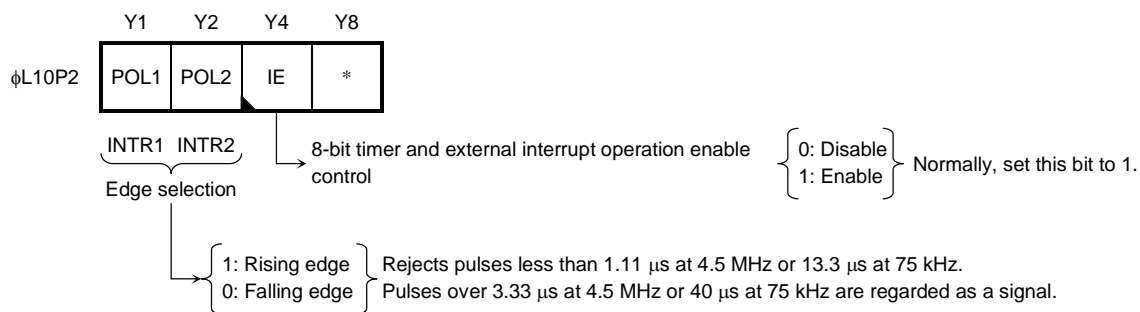 Y1 Y2 Y4 Y8
ϕL10P2 POL1 POL2 IE *
INTR1 INTR2
Edge selection
8-bit timer and external interrupt operation enable
control
0: Disable
1: Enable
Normally, set this bit to 1.
1: Rising edge
0: Falling edge
Rejects pulses less than 1.11 μs at 4.5 MHz or 13.3 μs at 75 kHz.
Pulses over 3.33 μs at 4.5 MHz or 40 μs at 75 kHz are regarded as a signal.